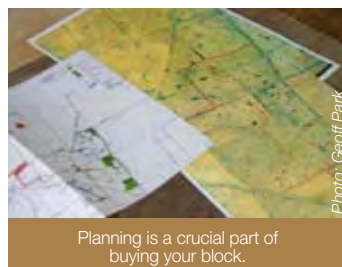 Photo: Geoff Park
Planning is a crucial part of
buying your block.